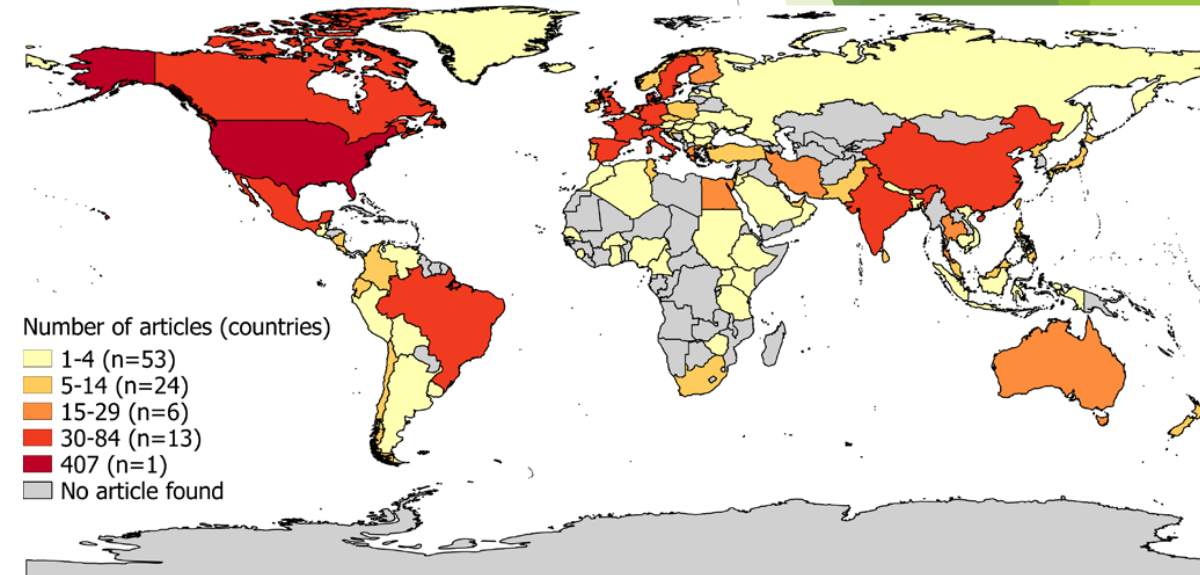 Number of articles (countries)
1-4 (n=53)
5-14 (n=24)
15-29 (n=6)
30-84 (n=13)
407 (n=1)
No article found